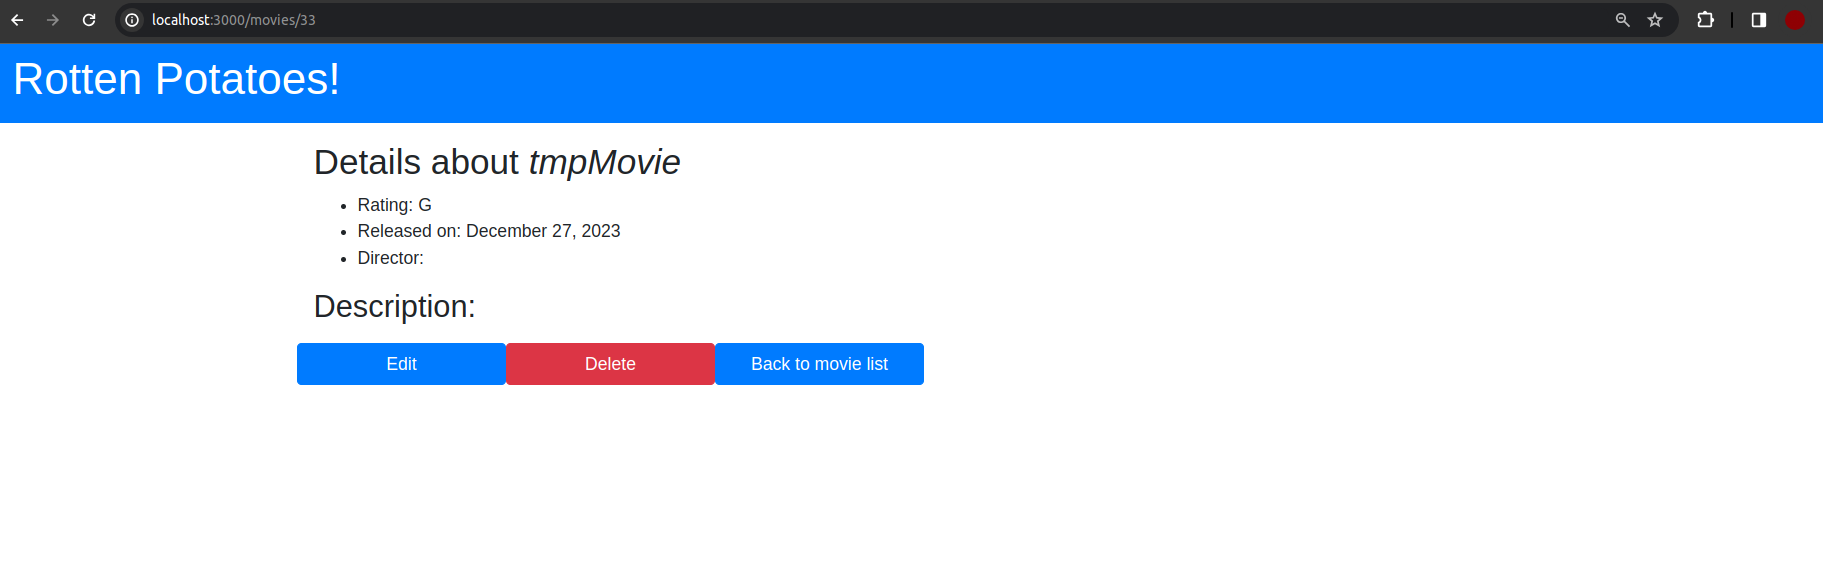 localhost:3000/movies/33
Rotten Potatoes!
Details about tmpMovie
• Rating: G
• Released on: December 27, 2023
• Director:
Description:
Edit Delete Back to movie list